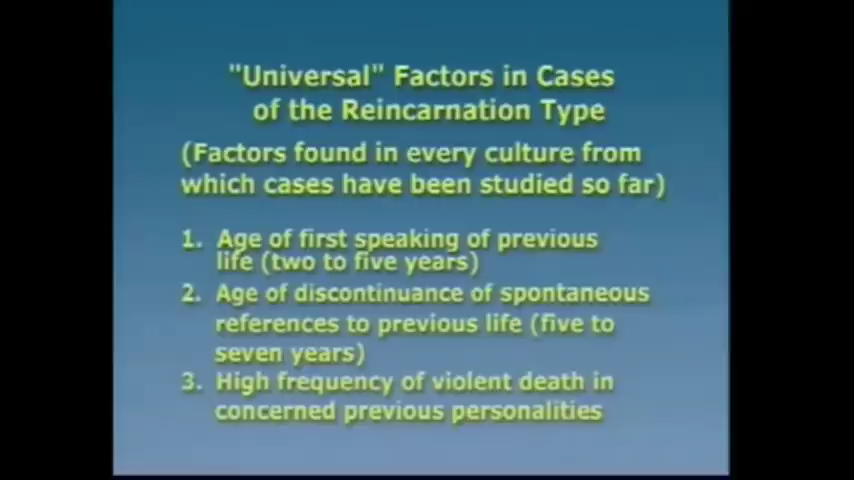 "Universal" Factors in Cases
of the Reincarnation Type
(Factors found in every culture from
which cases have been studied so far)
1. Age of first speaking of previous
life (two to five years)
2. Age of discontinuance of spontaneous
references to previous life (five to
seven years)
3. High frequency of violent death in
concerned previous personalities